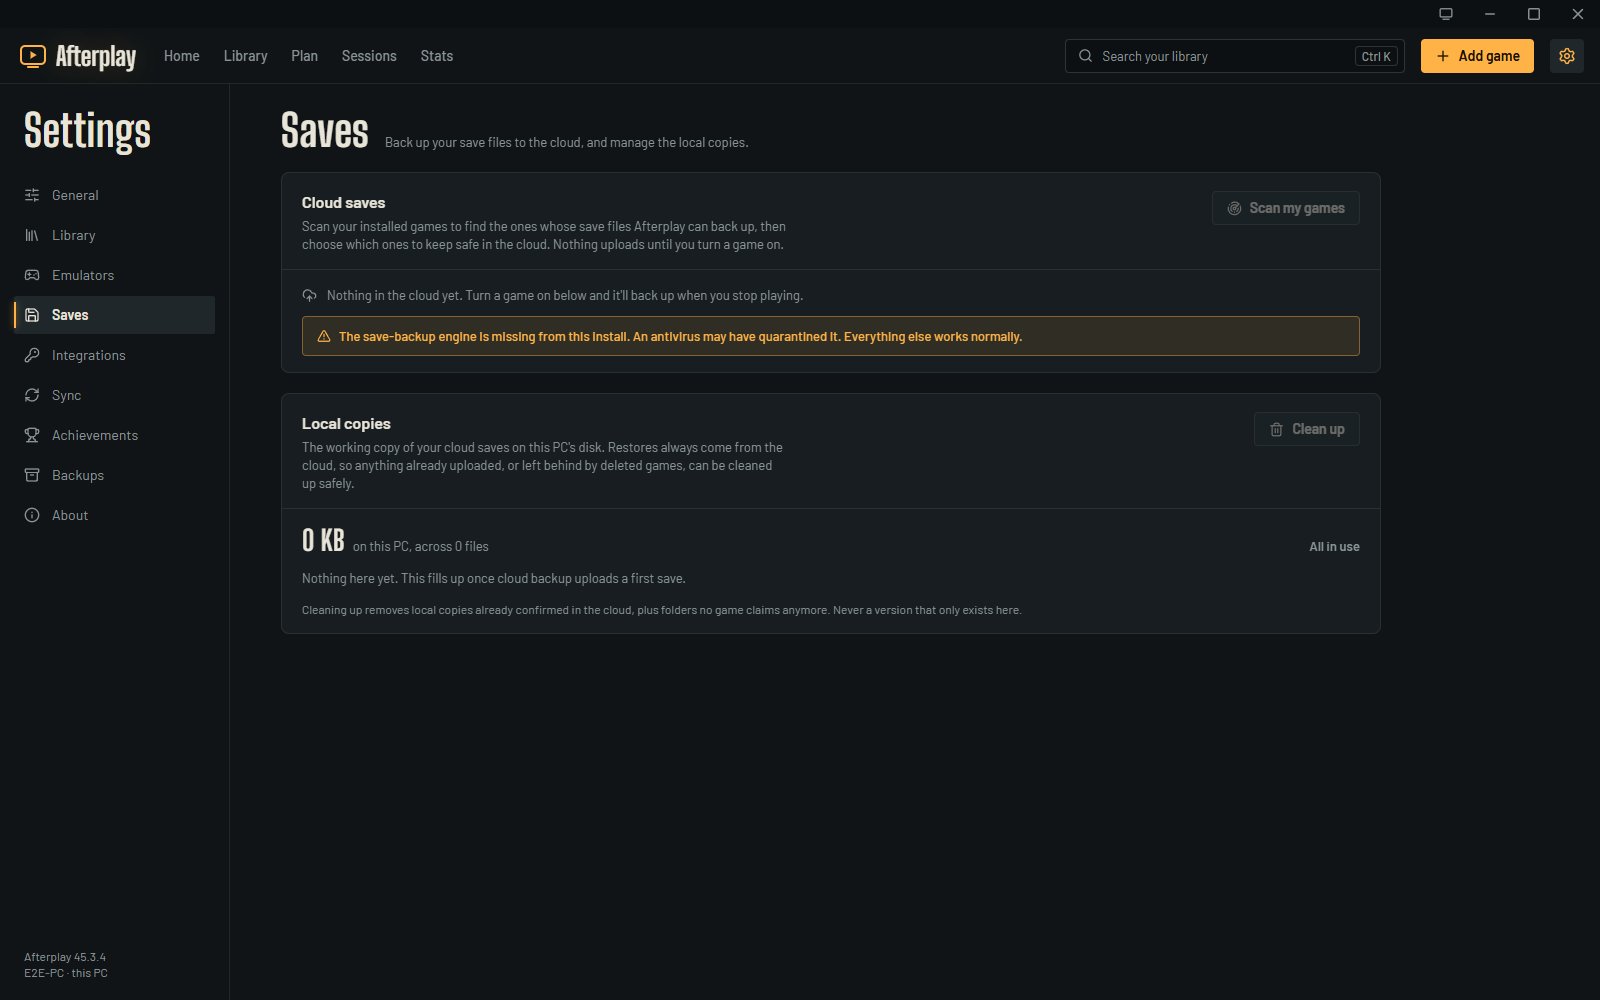 Afterplay
Home
Library
Plan
Sessions
Stats
Search your library
Ctrl K
Add game
Settings
General
Library
Emulators
Saves
Integrations
Sync
Achievements
Backups
About
Afterplay 45.3.4
E2E-PC · this PC
Saves
Back up your save files to the cloud, and manage the local copies.
Cloud saves
Scan your installed games to find the ones whose save files Afterplay can back up, then
choose which ones to keep safe in the cloud. Nothing uploads until you turn a game on.
Scan my games
Nothing in the cloud yet. Turn a game on below and it'll back up when you stop playing.
The save-backup engine is missing from this install. An antivirus may have quarantined it. Everything else works normally.
Local copies
The working copy of your cloud saves on this PC's disk. Restores always come from the
cloud, so anything already uploaded, or left behind by deleted games, can be cleaned
up safely.
Clean up
0 KB on this PC, across 0 files
All in use
Nothing here yet. This fills up once cloud backup uploads a first save.
Cleaning up removes local copies already confirmed in the cloud, plus folders no game claims anymore. Never a version that only exists here.